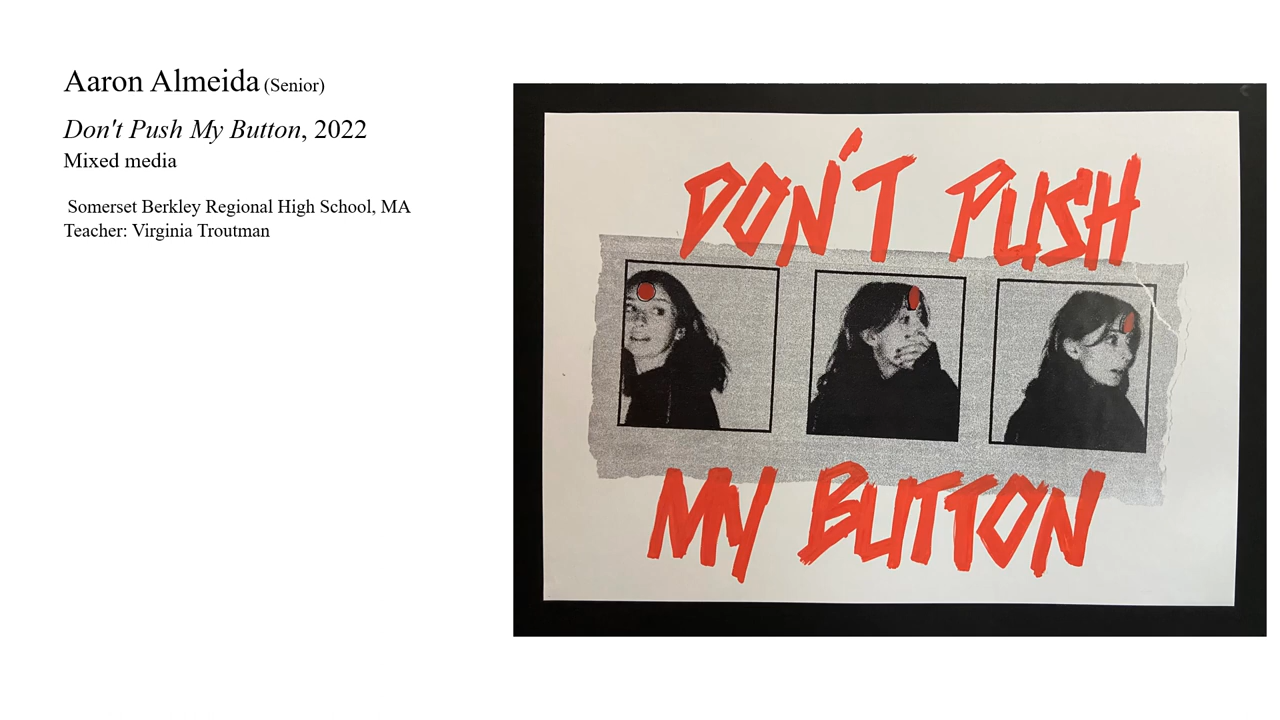 Aaron Almeida (Senior)
Don't Push My Button, 2022
Mixed media
Somerset Berkley Regional High School, MA
Teacher: Virginia Troutman
DON'T PUSH
MY BUTTON